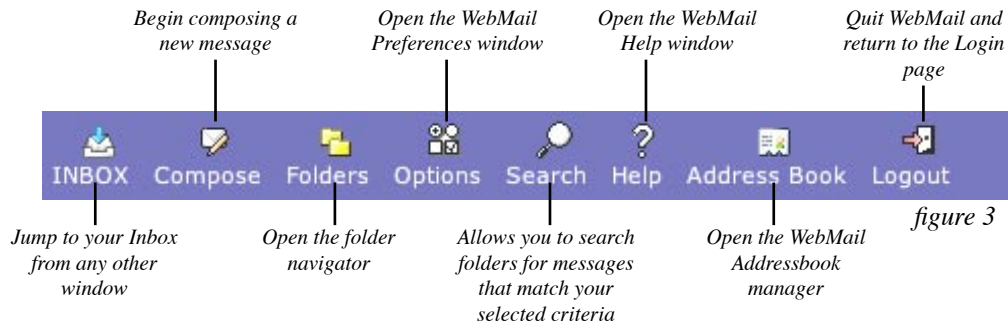 Begin composing a
new message
Open the WebMail
Preferences window
Open the WebMail
Help window
Quit WebMail and
return to the Login
page
INBOX
Compose
Folders
Options
Search
Help
Address Book
Logout
figure 3
Jump to your Inbox
from any other
window
Open the folder
navigator
Allows you to search
folders for messages
that match your
selected criteria
Open the WebMail
Addressbook
manager